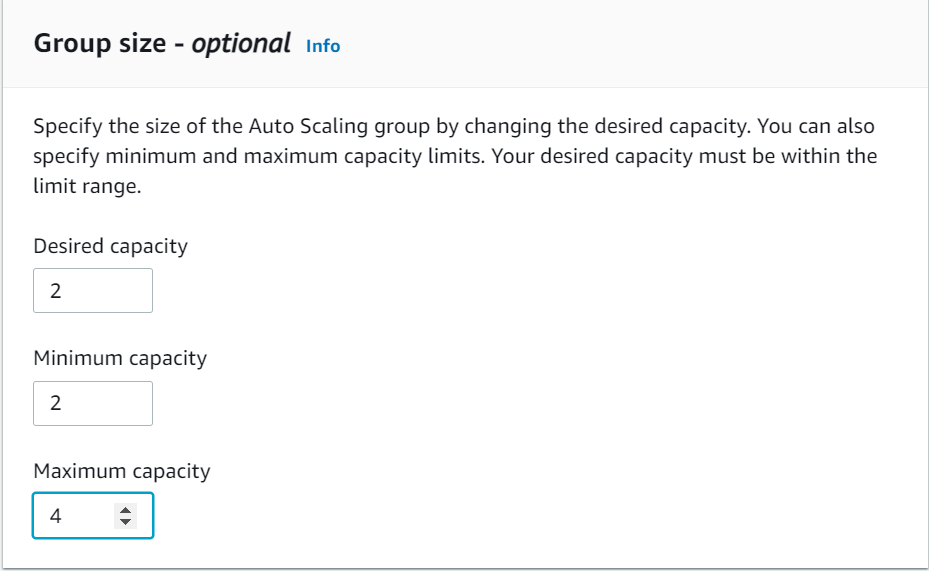 Group size - optional Info
Specify the size of the Auto Scaling group by changing the desired capacity. You can also
specify minimum and maximum capacity limits. Your desired capacity must be within the
limit range.
Desired capacity
2
Minimum capacity
2
Maximum capacity
4